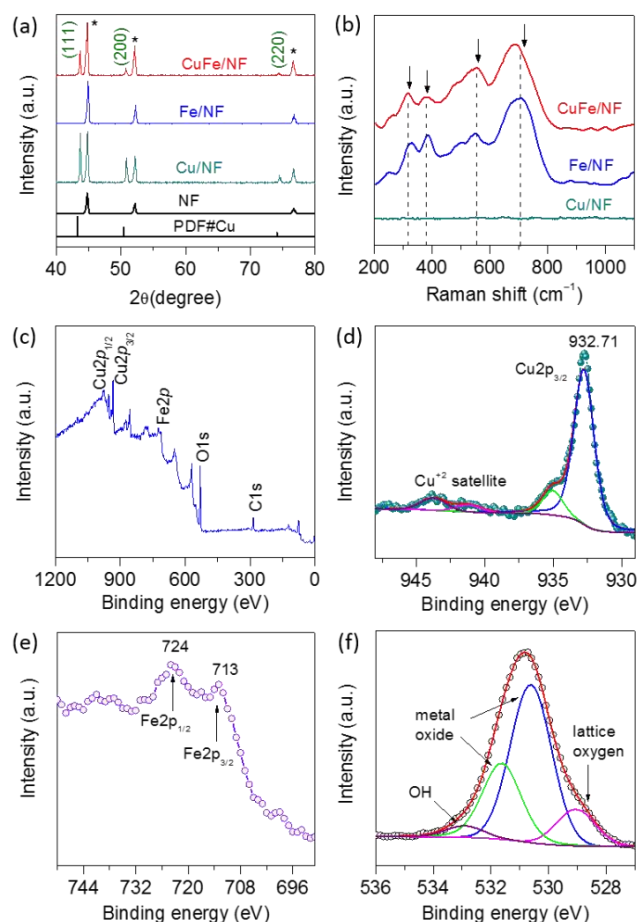 (a)
(111)
*
(200)
*
(220)
*
CuFe/NF
Fe/NF
Cu/NF
NF
PDF#Cu
Intensity (a.u.)
40 50 60 70 80
2θ(degree)
(b)
CuFe/NF
Fe/NF
Cu/NF
Intensity (a.u.)
200 400 600 800 1000
Raman shift (cm⁻¹)
(c)
Cu2p1/2
Cu2p3/2
Fe2p
O1s
C1s
Intensity (a.u.)
1200 900 600 300 0
Binding energy (eV)
(d)
932.71
Cu2p3/2
Cu+2 satellite
Intensity (a.u.)
945 940 935 930
Binding energy (eV)
(e)
724
713
Fe2p1/2
Fe2p3/2
Intensity (a.u.)
744 732 720 708 696
Binding energy (eV)
(f)
metal
oxide
lattice
oxygen
OH
Intensity (a.u.)
536 534 532 530 528
Binding energy (eV)